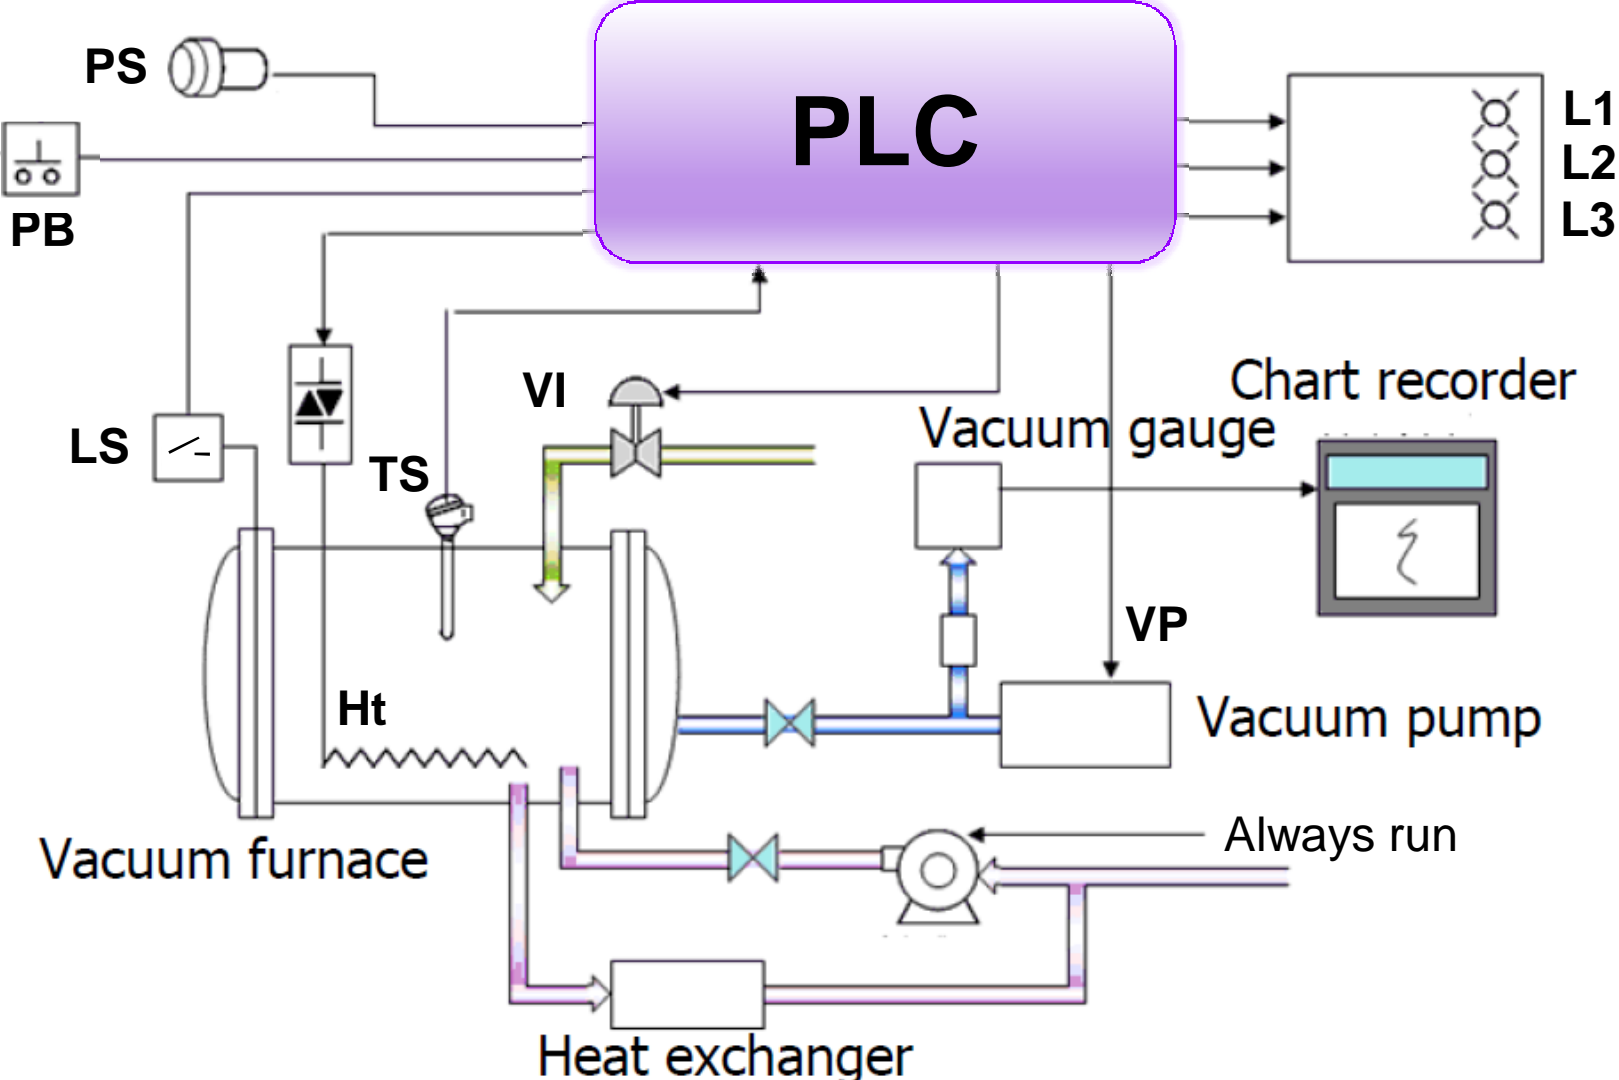 PS
PLC
L1
L2
L3
PB
Chart recorder
VI
Vacuum gauge
LS
TS
VP
Ht
Vacuum pump
Always run
Vacuum furnace
Heat exchanger